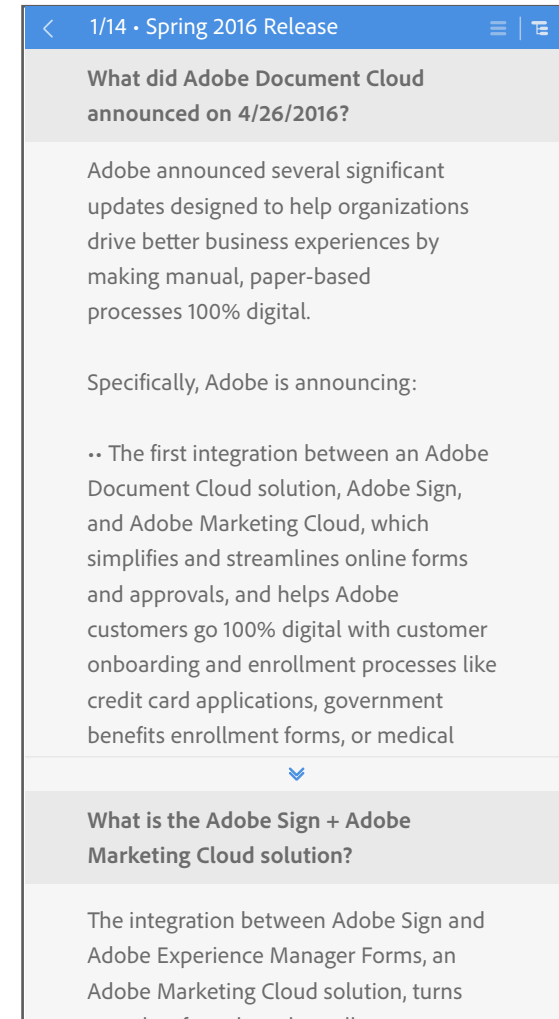 1/14 • Spring 2016 Release
What did Adobe Document Cloud
announced on 4/26/2016?
Adobe announced several significant
updates designed to help organizations
drive better business experiences by
making manual, paper-based
processes 100% digital.
Specifically, Adobe is announcing:
•• The first integration between an Adobe
Document Cloud solution, Adobe Sign,
and Adobe Marketing Cloud, which
simplifies and streamlines online forms
and approvals, and helps Adobe
customers go 100% digital with customer
onboarding and enrollment processes like
credit card applications, government
benefits enrollment forms, or medical
What is the Adobe Sign + Adobe
Marketing Cloud solution?
The integration between Adobe Sign and
Adobe Experience Manager Forms, an
Adobe Marketing Cloud solution, turns